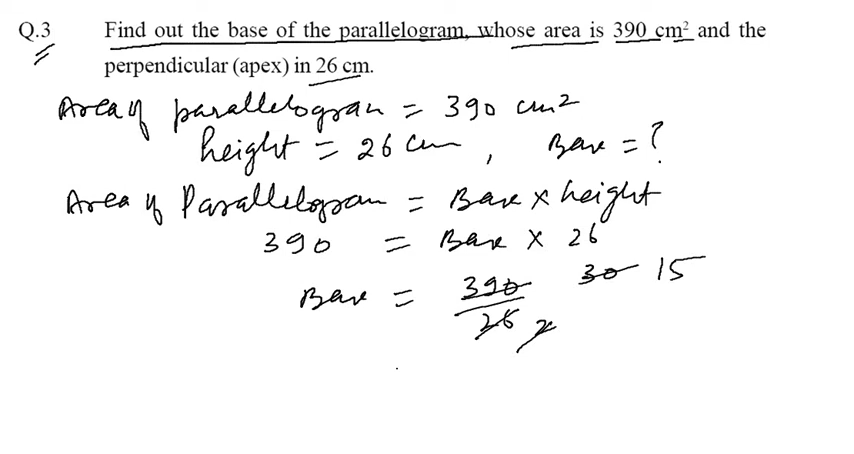 Q.3 Find out the base of the parallelogram, whose area is 390 cm² and the
perpendicular (apex) in 26 cm.
Area of parallelogram = 390 cm²
height = 26 cm , Base = ?
Area of Parallelogram = Base × height
390 = Base × 26
Base = 390/26 30 15
2